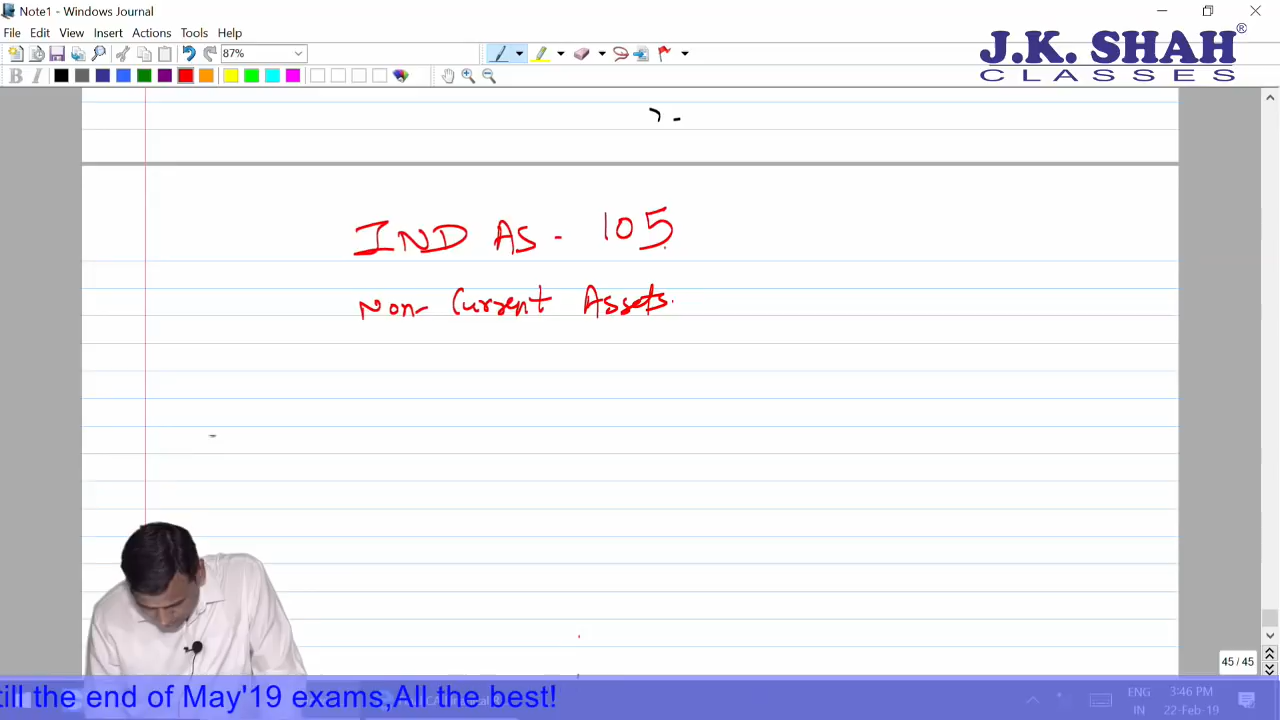 Note1 - Windows Journal
File Edit View Insert Actions Tools Help
87%
B I
J.K. SHAH®
CLASSES
IND AS - 105
Non-Current Assets.
45 / 45
till the end of May'19 exams,All the best!
ENG
IN
3:46 PM
22-Feb-19